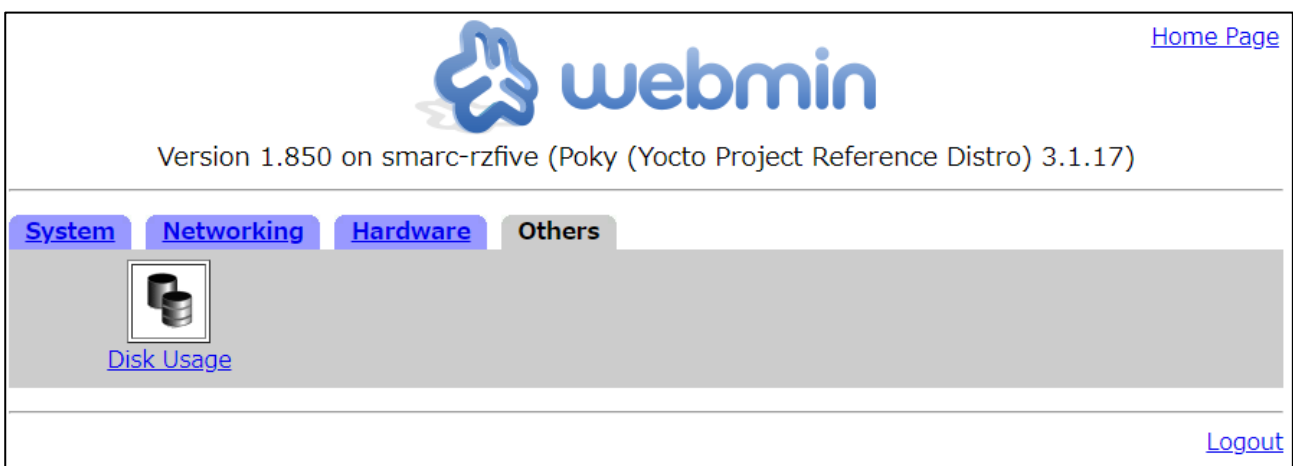 Home Page
webmin
Version 1.850 on smarc-rzfive (Poky (Yocto Project Reference Distro) 3.1.17)
System Networking Hardware Others
Disk Usage
Logout